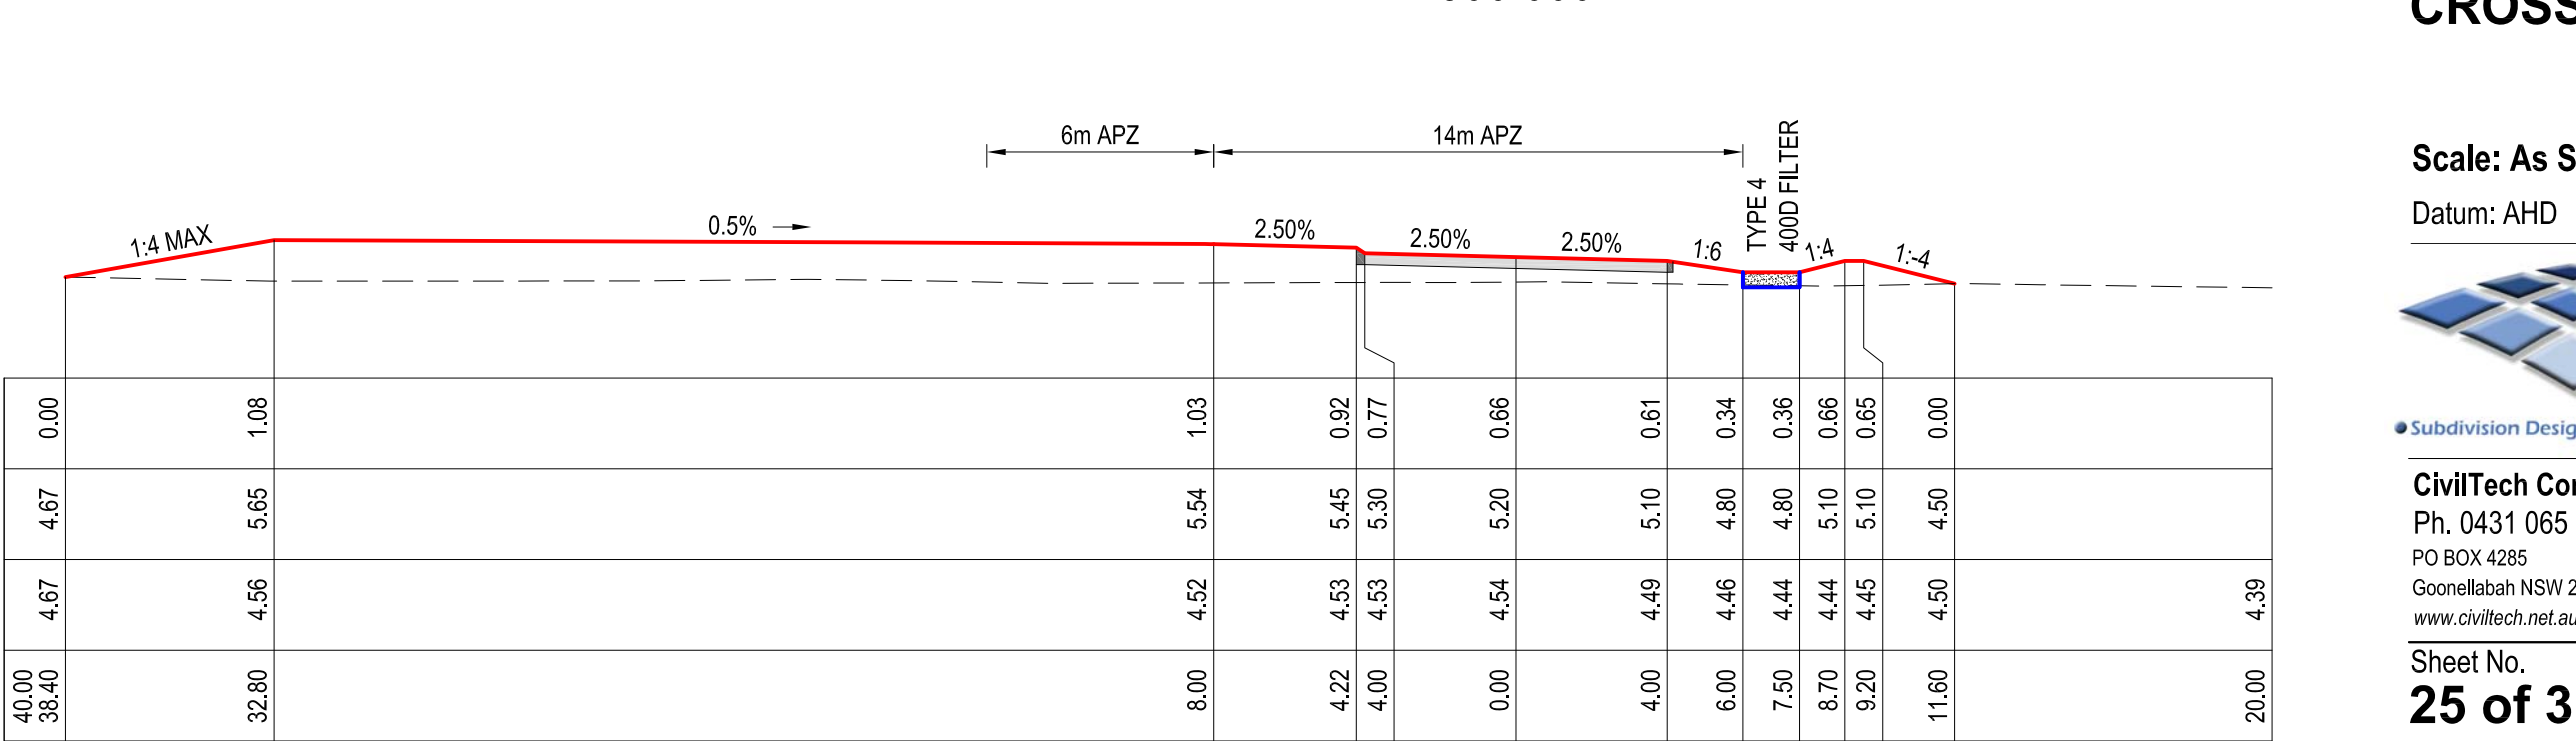 CROSS
6m APZ
14m APZ
TYPE 4
400D FILTER
1:4 MAX
0.5%
2.50%
2.50%
2.50%
1:6
1:4
1:-4
0.00 1.08 1.03 0.92 0.77 0.66 0.61 0.34 0.36 0.66 0.65 0.00
4.67 5.65 5.54 5.45 5.30 5.20 5.10 4.80 4.80 5.10 5.10 4.50
4.67 4.56 4.52 4.53 4.53 4.54 4.49 4.46 4.44 4.44 4.45 4.50 4.39
40.00 38.40 32.80 8.00 4.22 4.00 0.00 4.00 6.00 7.50 8.70 9.20 11.60 20.00
Scale: As S
Datum: AHD
Subdivision Desig
CivilTech Co
Ph. 0431 065
PO BOX 4285
Goonellabah NSW 2
www.civiltech.net.au
Sheet No.
25 of 3